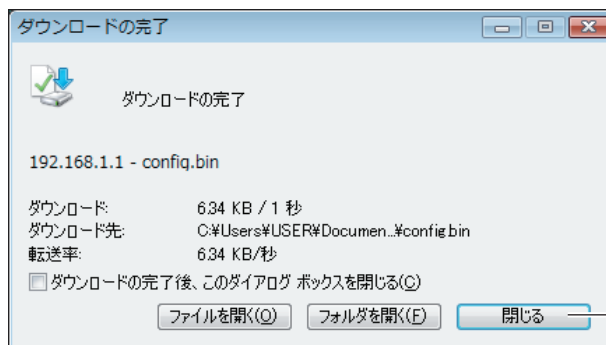 ダウンロードの完了
ダウンロードの完了
192.168.1.1 - config.bin
ダウンロード: 6.34 KB / 1 秒
ダウンロード先: C:¥Users¥USER¥Documen...¥config.bin
転送率: 6.34 KB/秒
ダウンロードの完了後、このダイアログ ボックスを閉じる(C)
ファイルを開く(O) フォルダを開く(F) 閉じる